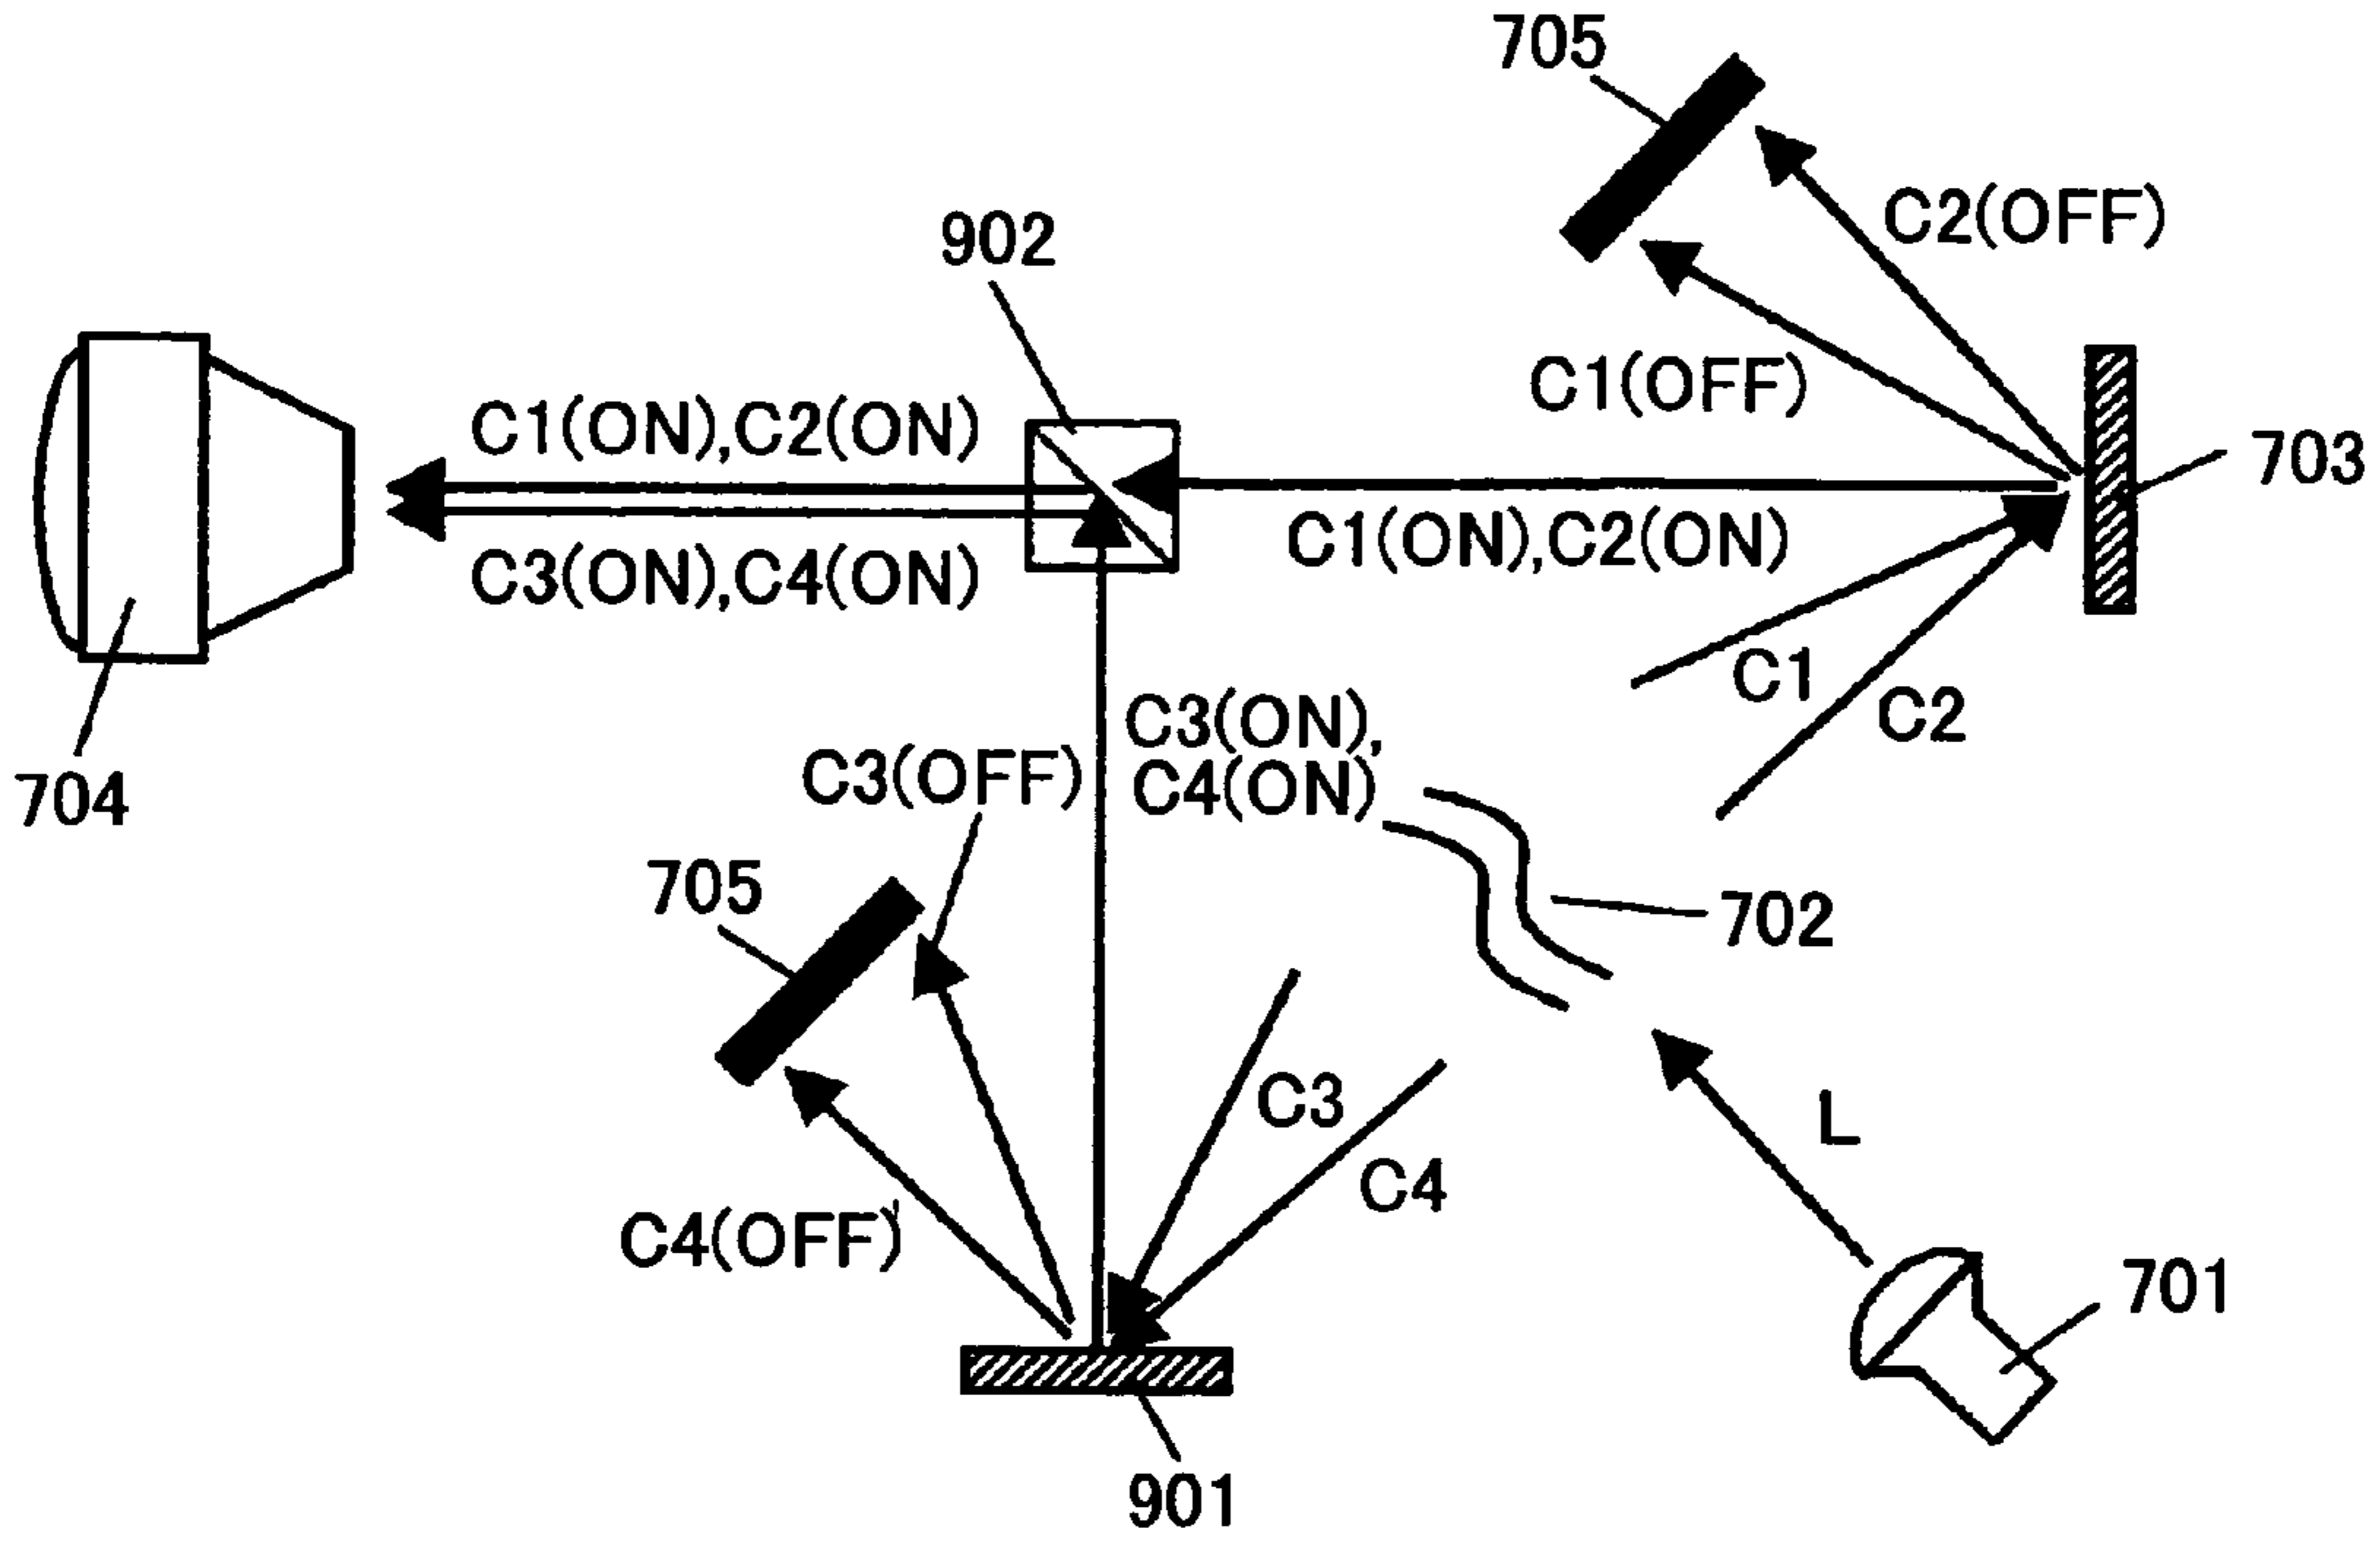 705
C2(OFF)
902
C1(OFF)
C1(ON),C2(ON)
703
C1(ON),C2(ON)
C3(ON),C4(ON)
C1
C2
C3(ON),
C4(ON)
C3(OFF)
704
705
702
C3
L
C4
C4(OFF)
701
901